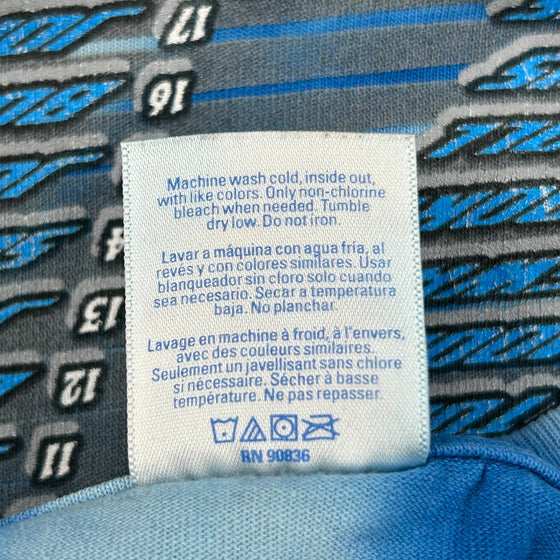 17
16
14
13
12
11
Machine wash cold, inside out,
with like colors. Only non-chlorine
bleach when needed. Tumble
dry low. Do not iron.
Lavar a máquina con agua fría, al
revés y con colores similares. Usar
blanqueador sin cloro solo cuando
sea necesario. Secar a temperatura
baja. No planchar.
Lavage en machine à froid, à l'envers,
avec des couleurs similaires.
Seulement un javellisant sans chlore
si nécessaire. Sécher à basse
température. Ne pas repasser.
RN 90836